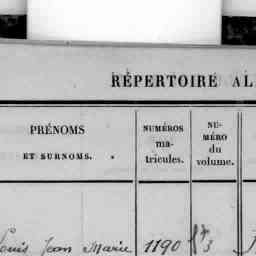 RÉPERTOIRE AL
PRÉNOMS
ET SURNOMS.
NUMÉROS
ma-
tricules.
NU-
MÉRO
du
volume.
Louis Jean Marie 1190